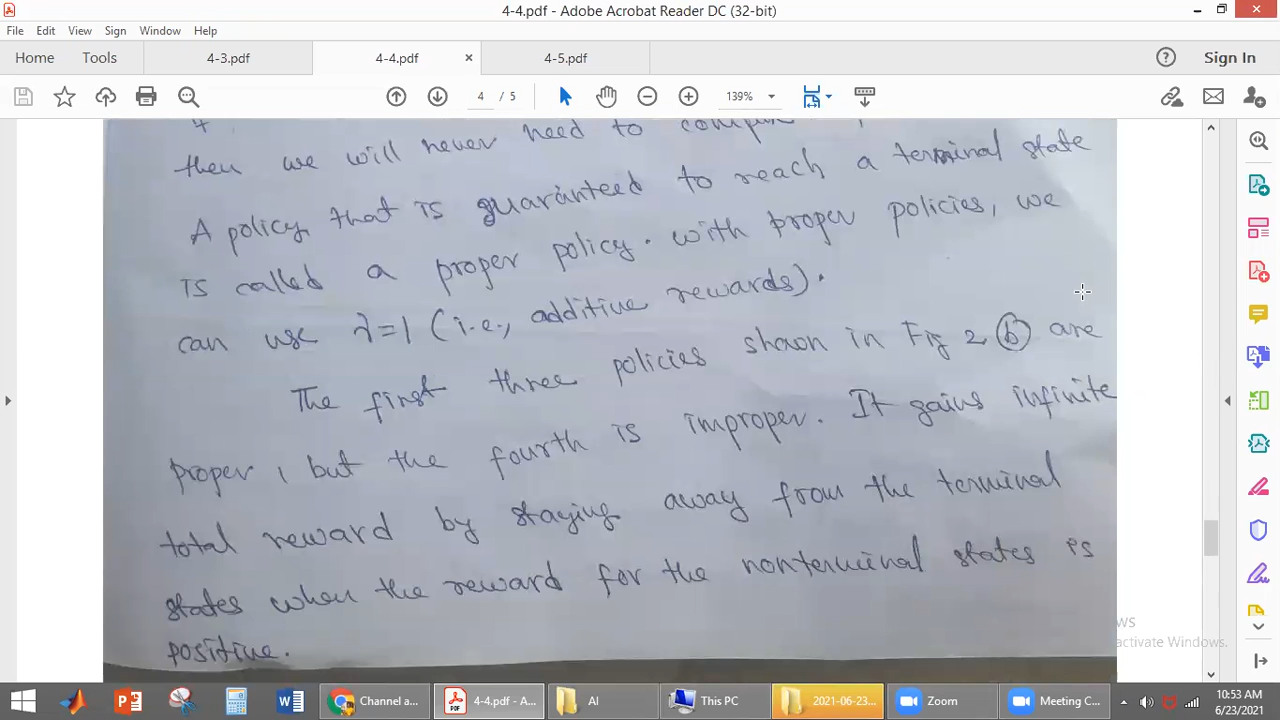 4-4.pdf - Adobe Acrobat Reader DC (32-bit)
File Edit View Sign Window Help
Home Tools 4-3.pdf 4-4.pdf × 4-5.pdf ? Sign In
4 / 5 139%
then we will never need to
A policy that is guaranteed to reach a terminal state
is called a proper policy. with proper policies, we
can use λ=1 (i.e., additive rewards).
The first three policies shown in Fig 2 (b) are
proper, but the fourth is improper. It gains infinite
total reward by staying away from the terminal
states when the reward for the nonterminal states is
positive.
activate Windows.
4-4.pdf - A... Channel a... AI This PC 2021-06-23... Zoom Meeting C...
10:53 AM
6/23/2021